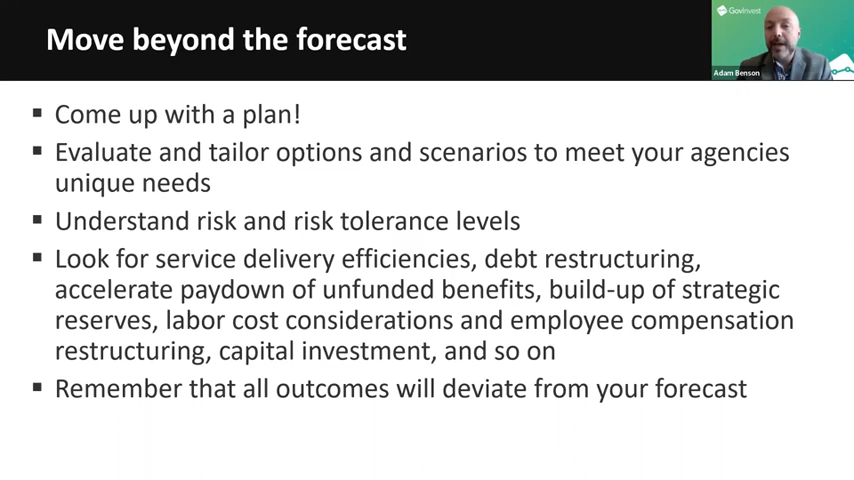 Move beyond the forecast
GovInvest
Adam Benson
▪ Come up with a plan!
▪ Evaluate and tailor options and scenarios to meet your agencies
unique needs
▪ Understand risk and risk tolerance levels
▪ Look for service delivery efficiencies, debt restructuring,
accelerate paydown of unfunded benefits, build-up of strategic
reserves, labor cost considerations and employee compensation
restructuring, capital investment, and so on
▪ Remember that all outcomes will deviate from your forecast